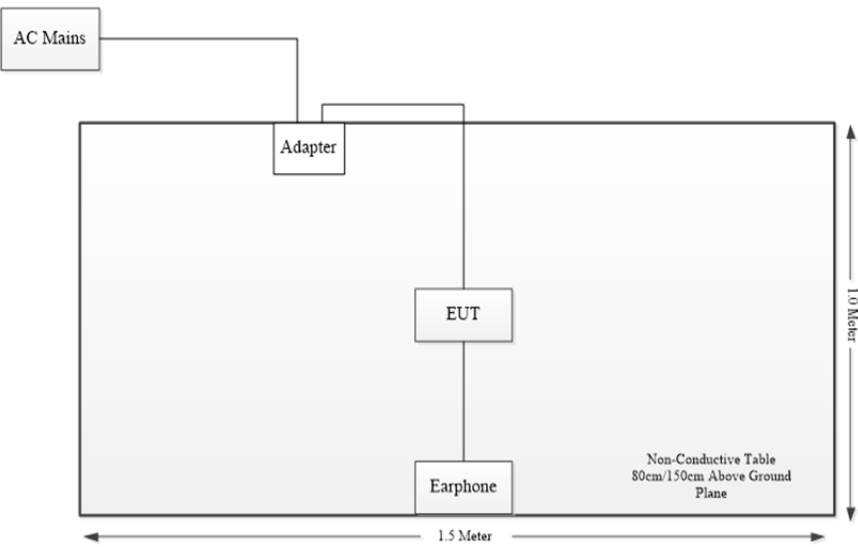 AC Mains
Adapter
EUT
1.0 Meter
Earphone
Non-Conductive Table
80cm/150cm Above Ground
Plane
1.5 Meter